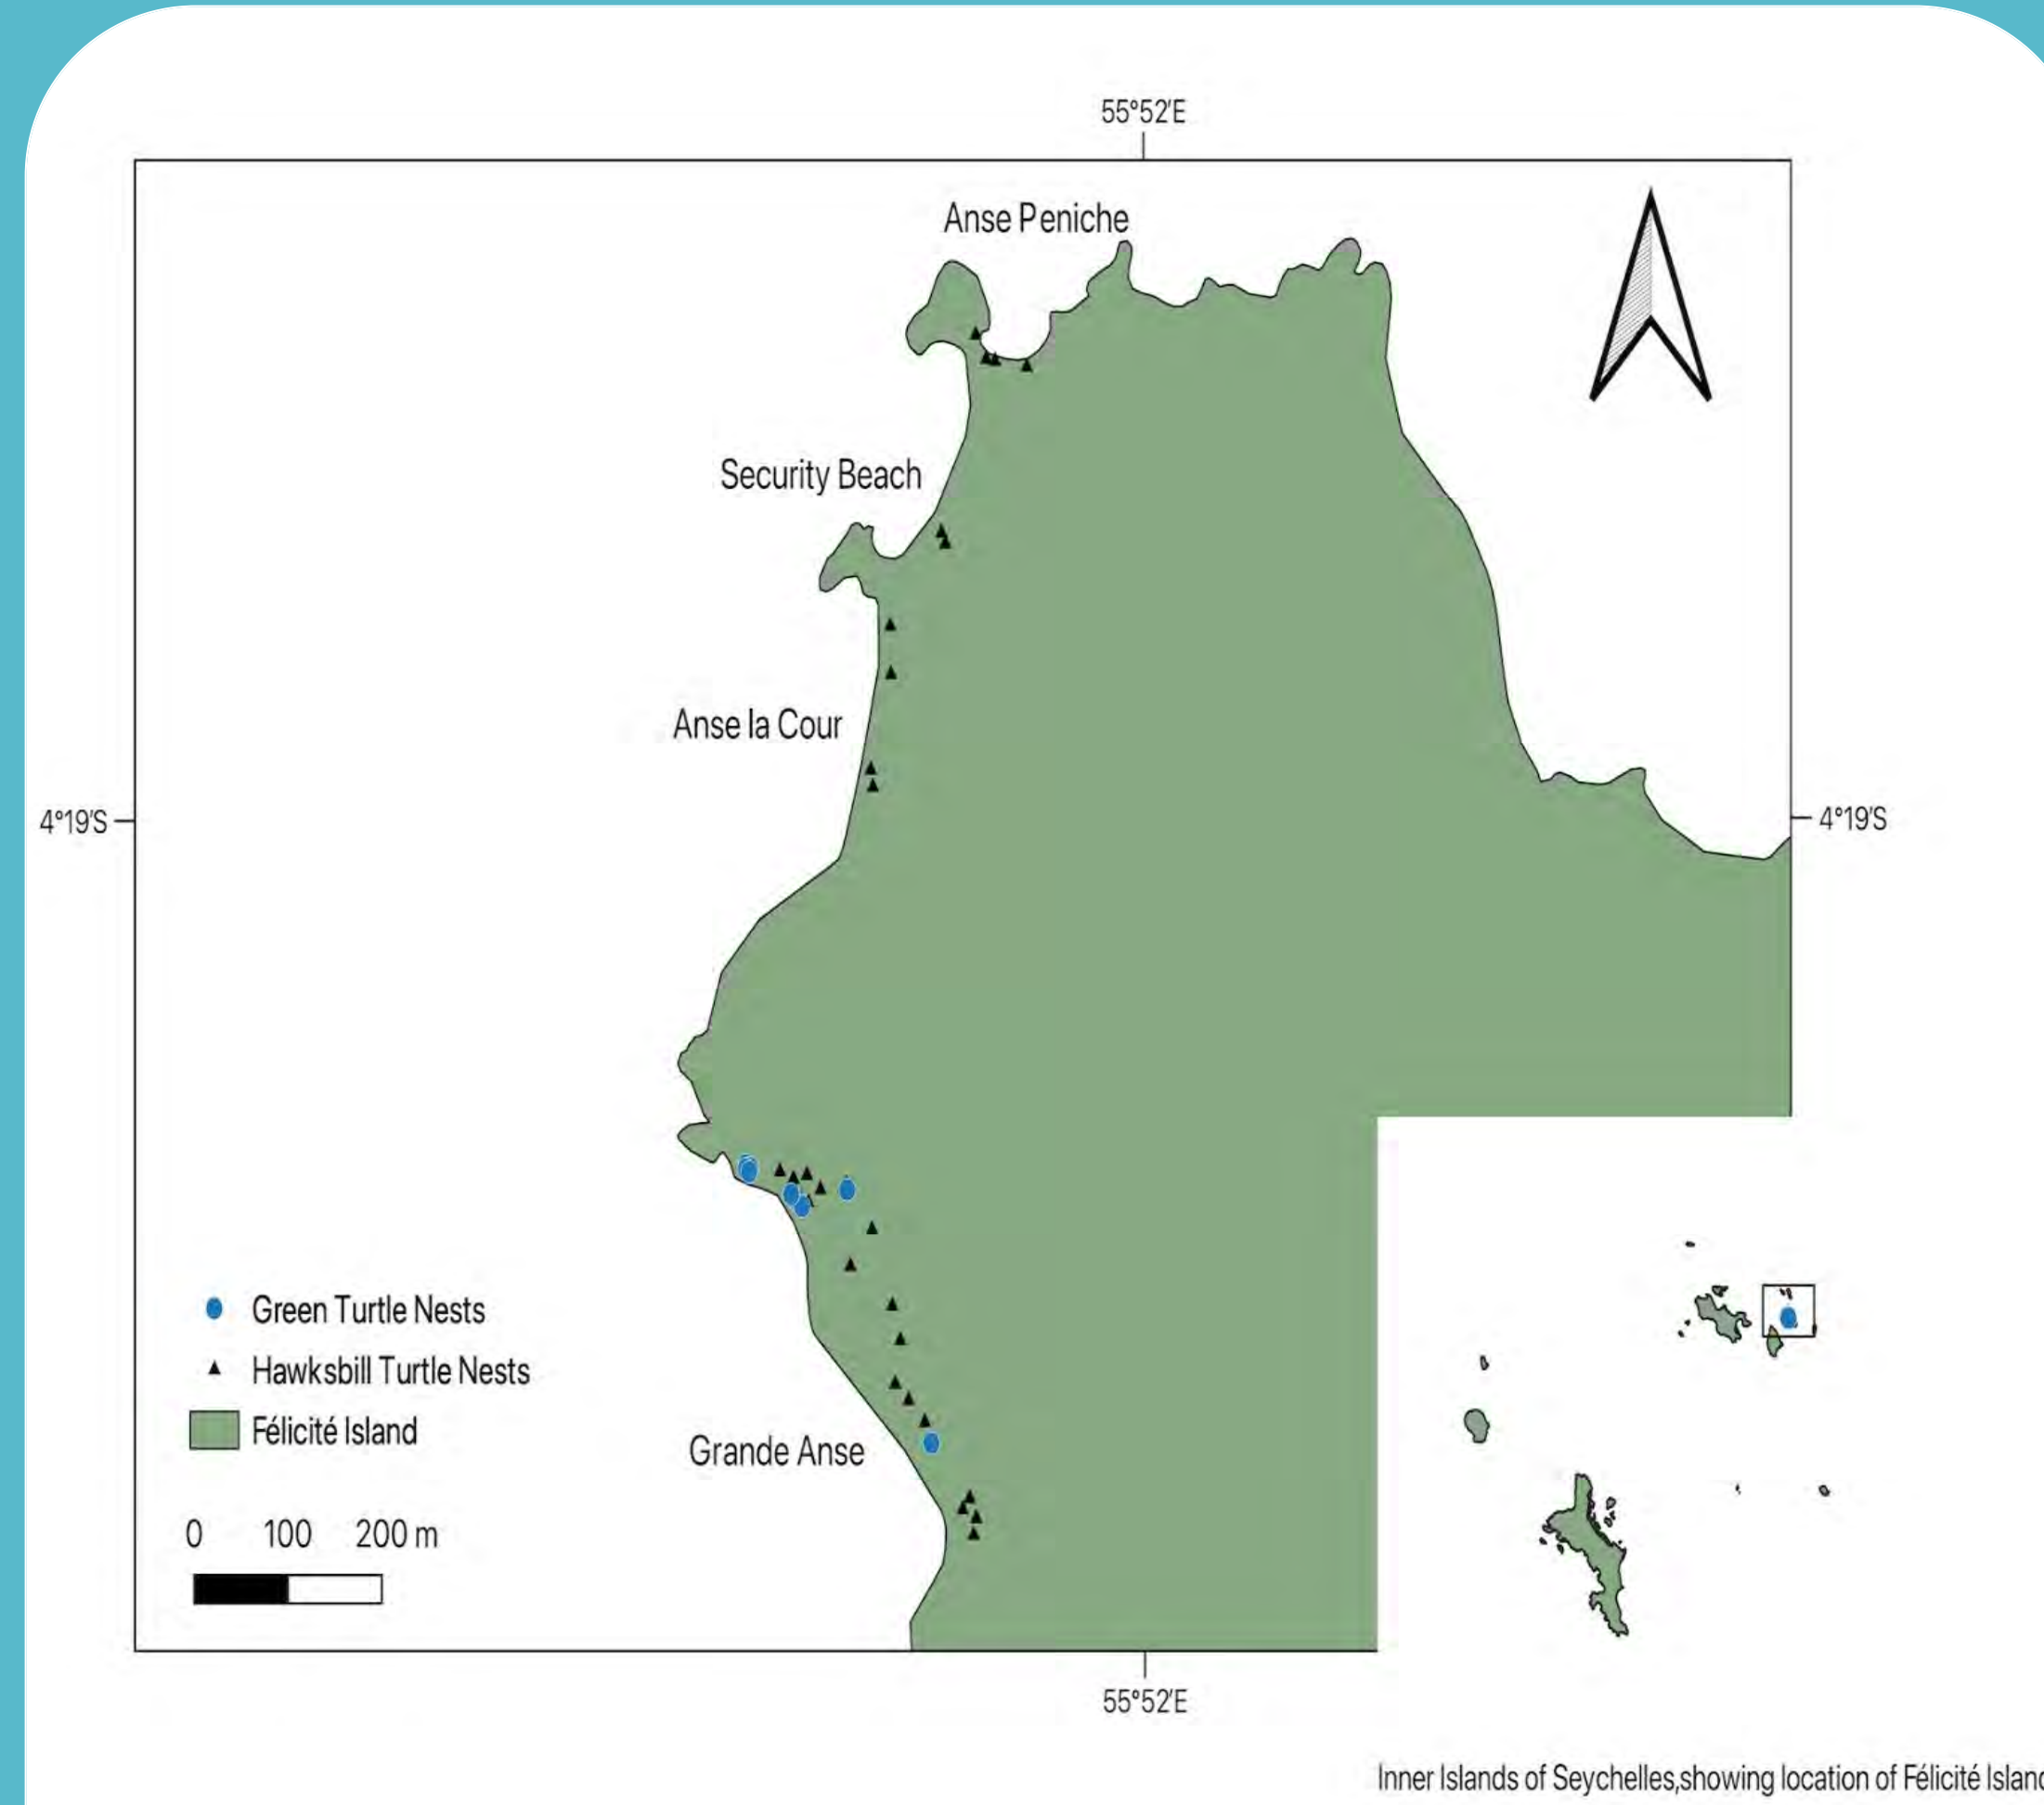 55°52'E
Anse Peniche
Security Beach
Anse la Cour
4°19'S
4°19'S
Green Turtle Nests
Hawksbill Turtle Nests
Félicité Island
Grande Anse
0 100 200 m
55°52'E
Inner Islands of Seychelles,showing location of Félicité Island